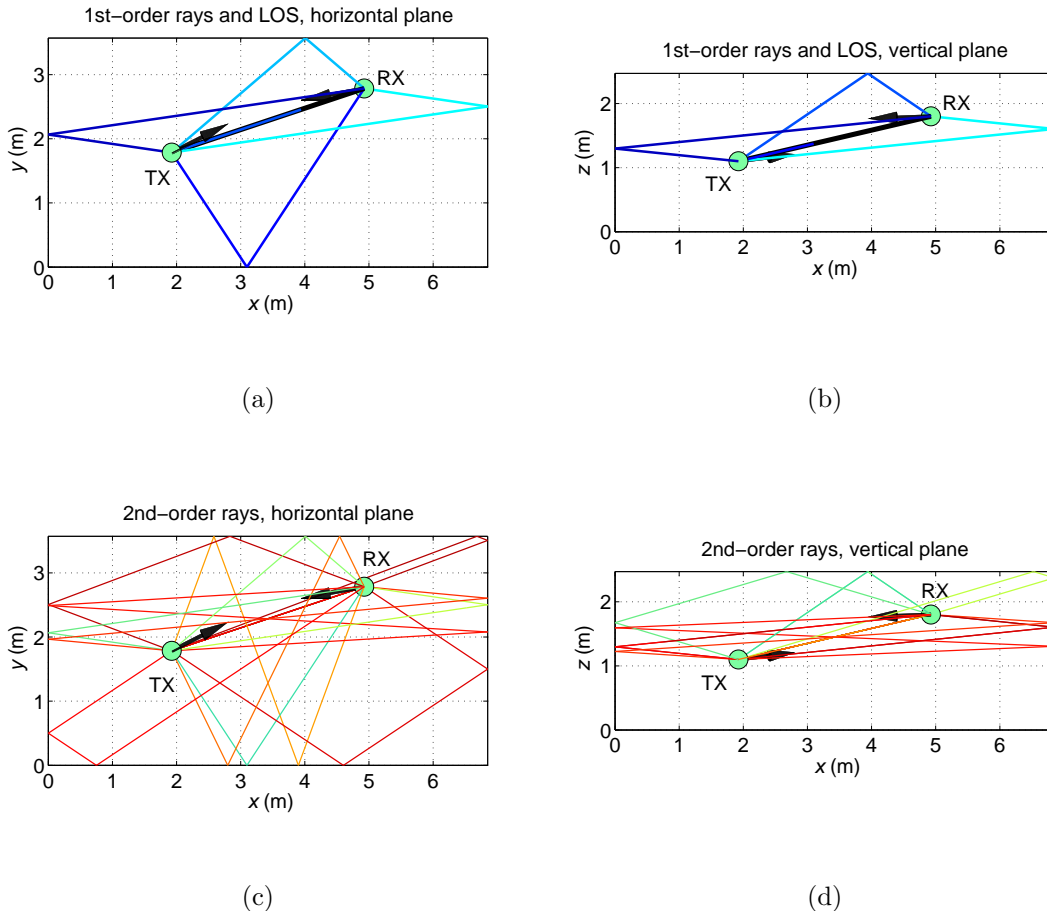 1st−order rays and LOS, horizontal plane
3
2
1
0
y (m)
RX
TX
0 1 2 3 4 5 6
x (m)
(a)
1st−order rays and LOS, vertical plane
2
1
0
z (m)
RX
TX
0 1 2 3 4 5 6
x (m)
(b)
2nd−order rays, horizontal plane
3
2
1
0
y (m)
RX
TX
0 1 2 3 4 5 6
x (m)
(c)
2nd−order rays, vertical plane
2
1
0
z (m)
RX
TX
0 1 2 3 4 5 6
x (m)
(d)